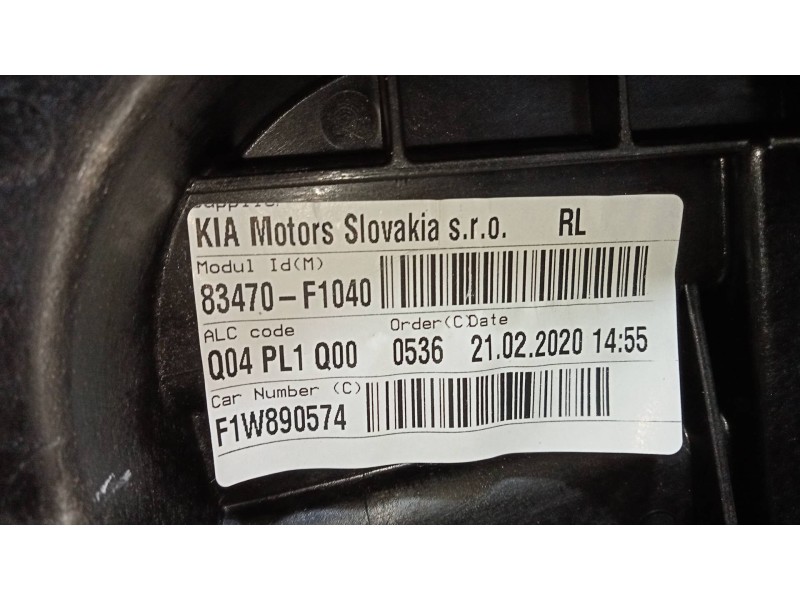 Supplier
KIA Motors Slovakia s.r.o. RL
Modul Id(M)
83470-F1040
ALC code Order(C) Date
Q04 PL1 Q00 0536 21.02.2020 14:55
Car Number (C)
F1W890574